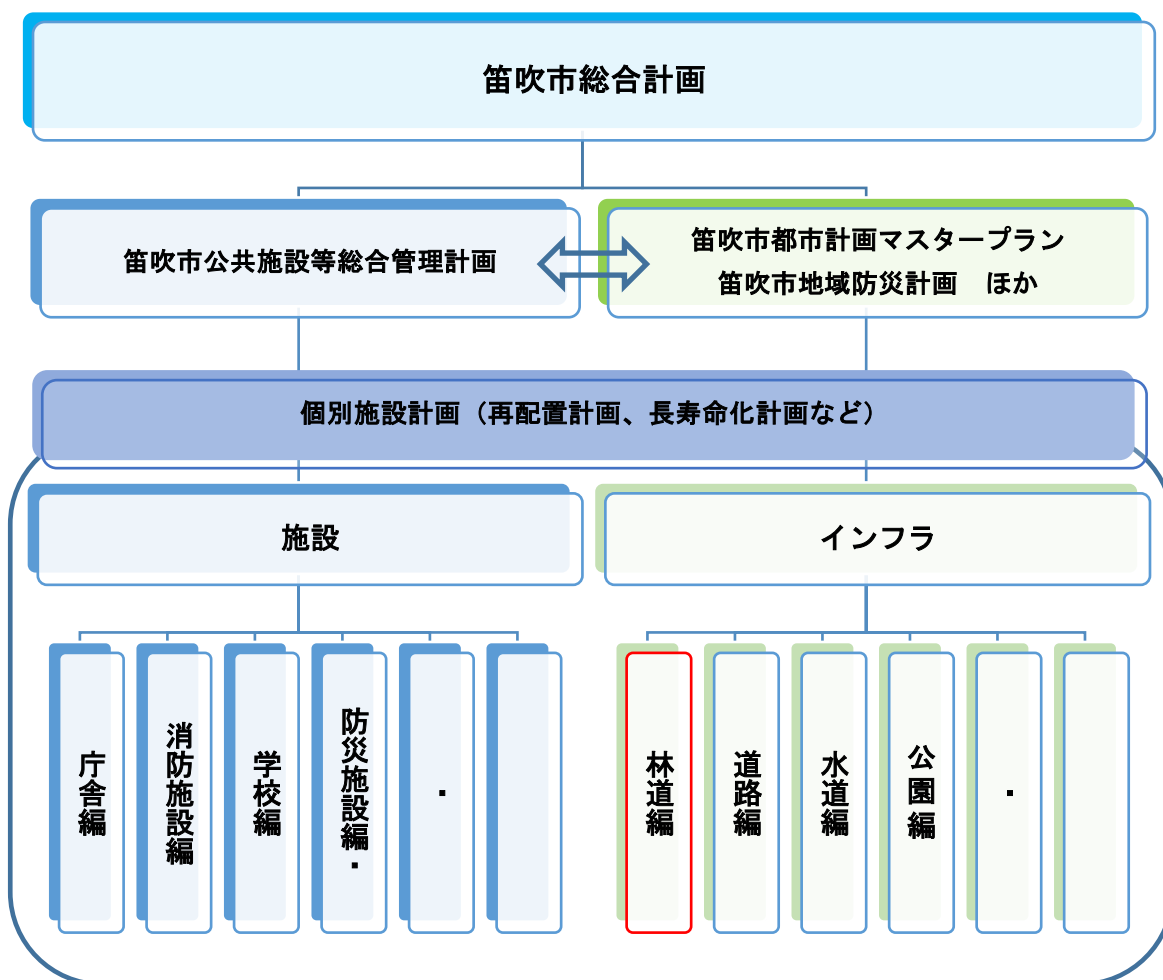 笛吹市総合計画
笛吹市公共施設等総合管理計画
笛吹市都市計画マスタープラン
笛吹市地域防災計画　ほか
個別施設計画（再配置計画、長寿命化計画など）
施設
インフラ
庁舎編
消防施設編
学校編
防災施設編・
・
林道編
道路編
水道編
公園編
・